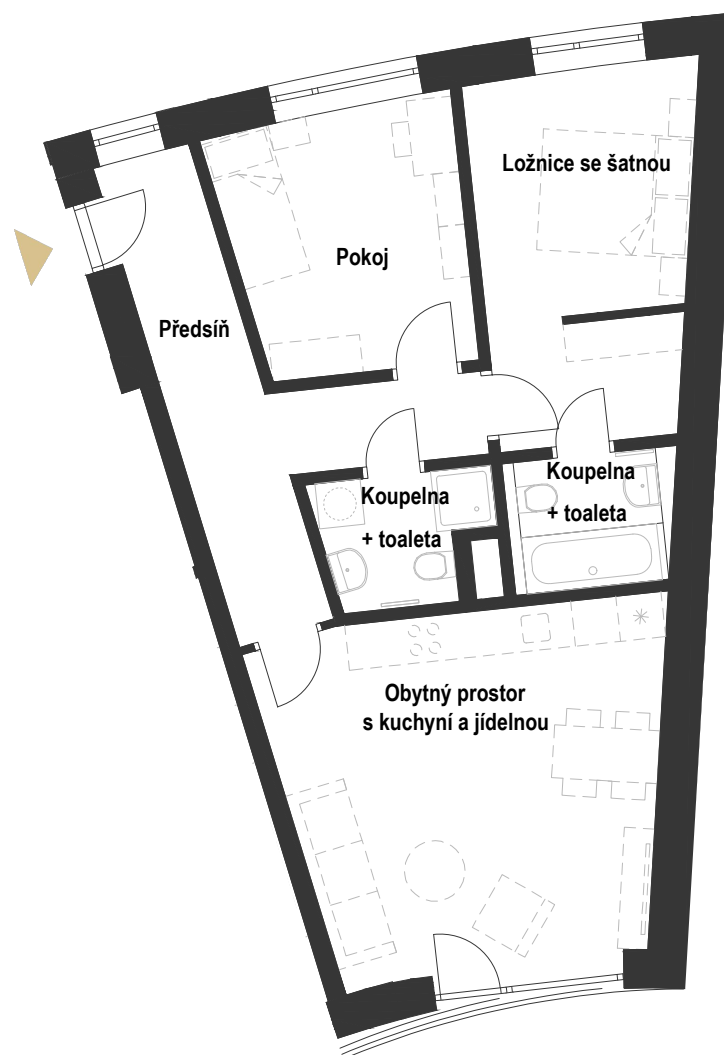 Ložnice se šatnou
Pokoj
Předsíň
Koupelna
+ toaleta
Koupelna
+ toaleta
Obytný prostor
s kuchyní a jídelnou